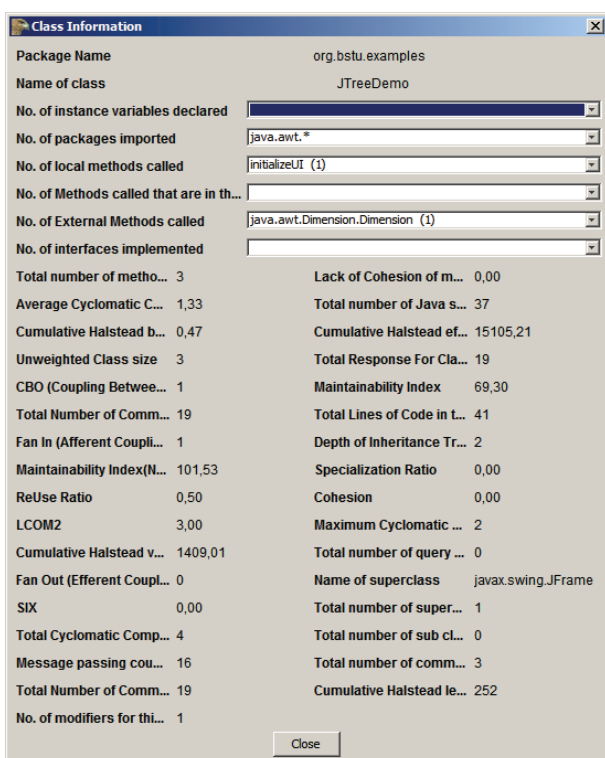 Class Information
Package Name org.bstu.examples
Name of class JTreeDemo
No. of instance variables declared
No. of packages imported java.awt.*
No. of local methods called initializeUI (1)
No. of Methods called that are in th...
No. of External Methods called java.awt.Dimension.Dimension (1)
No. of interfaces implemented
Total number of metho... 3 Lack of Cohesion of m... 0,00
Average Cyclomatic C... 1,33 Total number of Java s... 37
Cumulative Halstead b... 0,47 Cumulative Halstead ef... 15105,21
Unweighted Class size 3 Total Response For Cla... 19
CBO (Coupling Betwee... 1 Maintainability Index 69,30
Total Number of Comm... 19 Total Lines of Code in t... 41
Fan In (Afferent Coupli... 1 Depth of Inheritance Tr... 2
Maintainability Index(N... 101,53 Specialization Ratio 0,00
ReUse Ratio 0,50 Cohesion 0,00
LCOM2 3,00 Maximum Cyclomatic ... 2
Cumulative Halstead v... 1409,01 Total number of query ... 0
Fan Out (Efferent Coupl... 0 Name of superclass javax.swing.JFrame
SIX 0,00 Total number of super... 1
Total Cyclomatic Comp... 4 Total number of sub cl... 0
Message passing cou... 16 Total number of comm... 3
Total Number of Comm... 19 Cumulative Halstead le... 252
No. of modifiers for thi... 1
Close